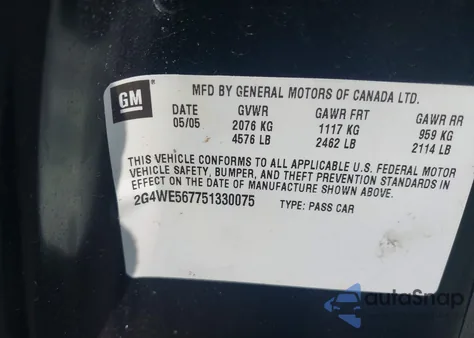 GM
MFD BY GENERAL MOTORS OF CANADA LTD.
DATE GVWR GAWR FRT GAWR RR
05/05 2076 KG 1117 KG 959 KG
4576 LB 2462 LB 2114 LB
THIS VEHICLE CONFORMS TO ALL APPLICABLE U.S. FEDERAL MOTOR
VEHICLE SAFETY, BUMPER, AND THEFT PREVENTION STANDARDS IN
EFFECT ON THE DATE OF MANUFACTURE SHOWN ABOVE.
2G4WE567751330075 TYPE: PASS CAR
autoSnap